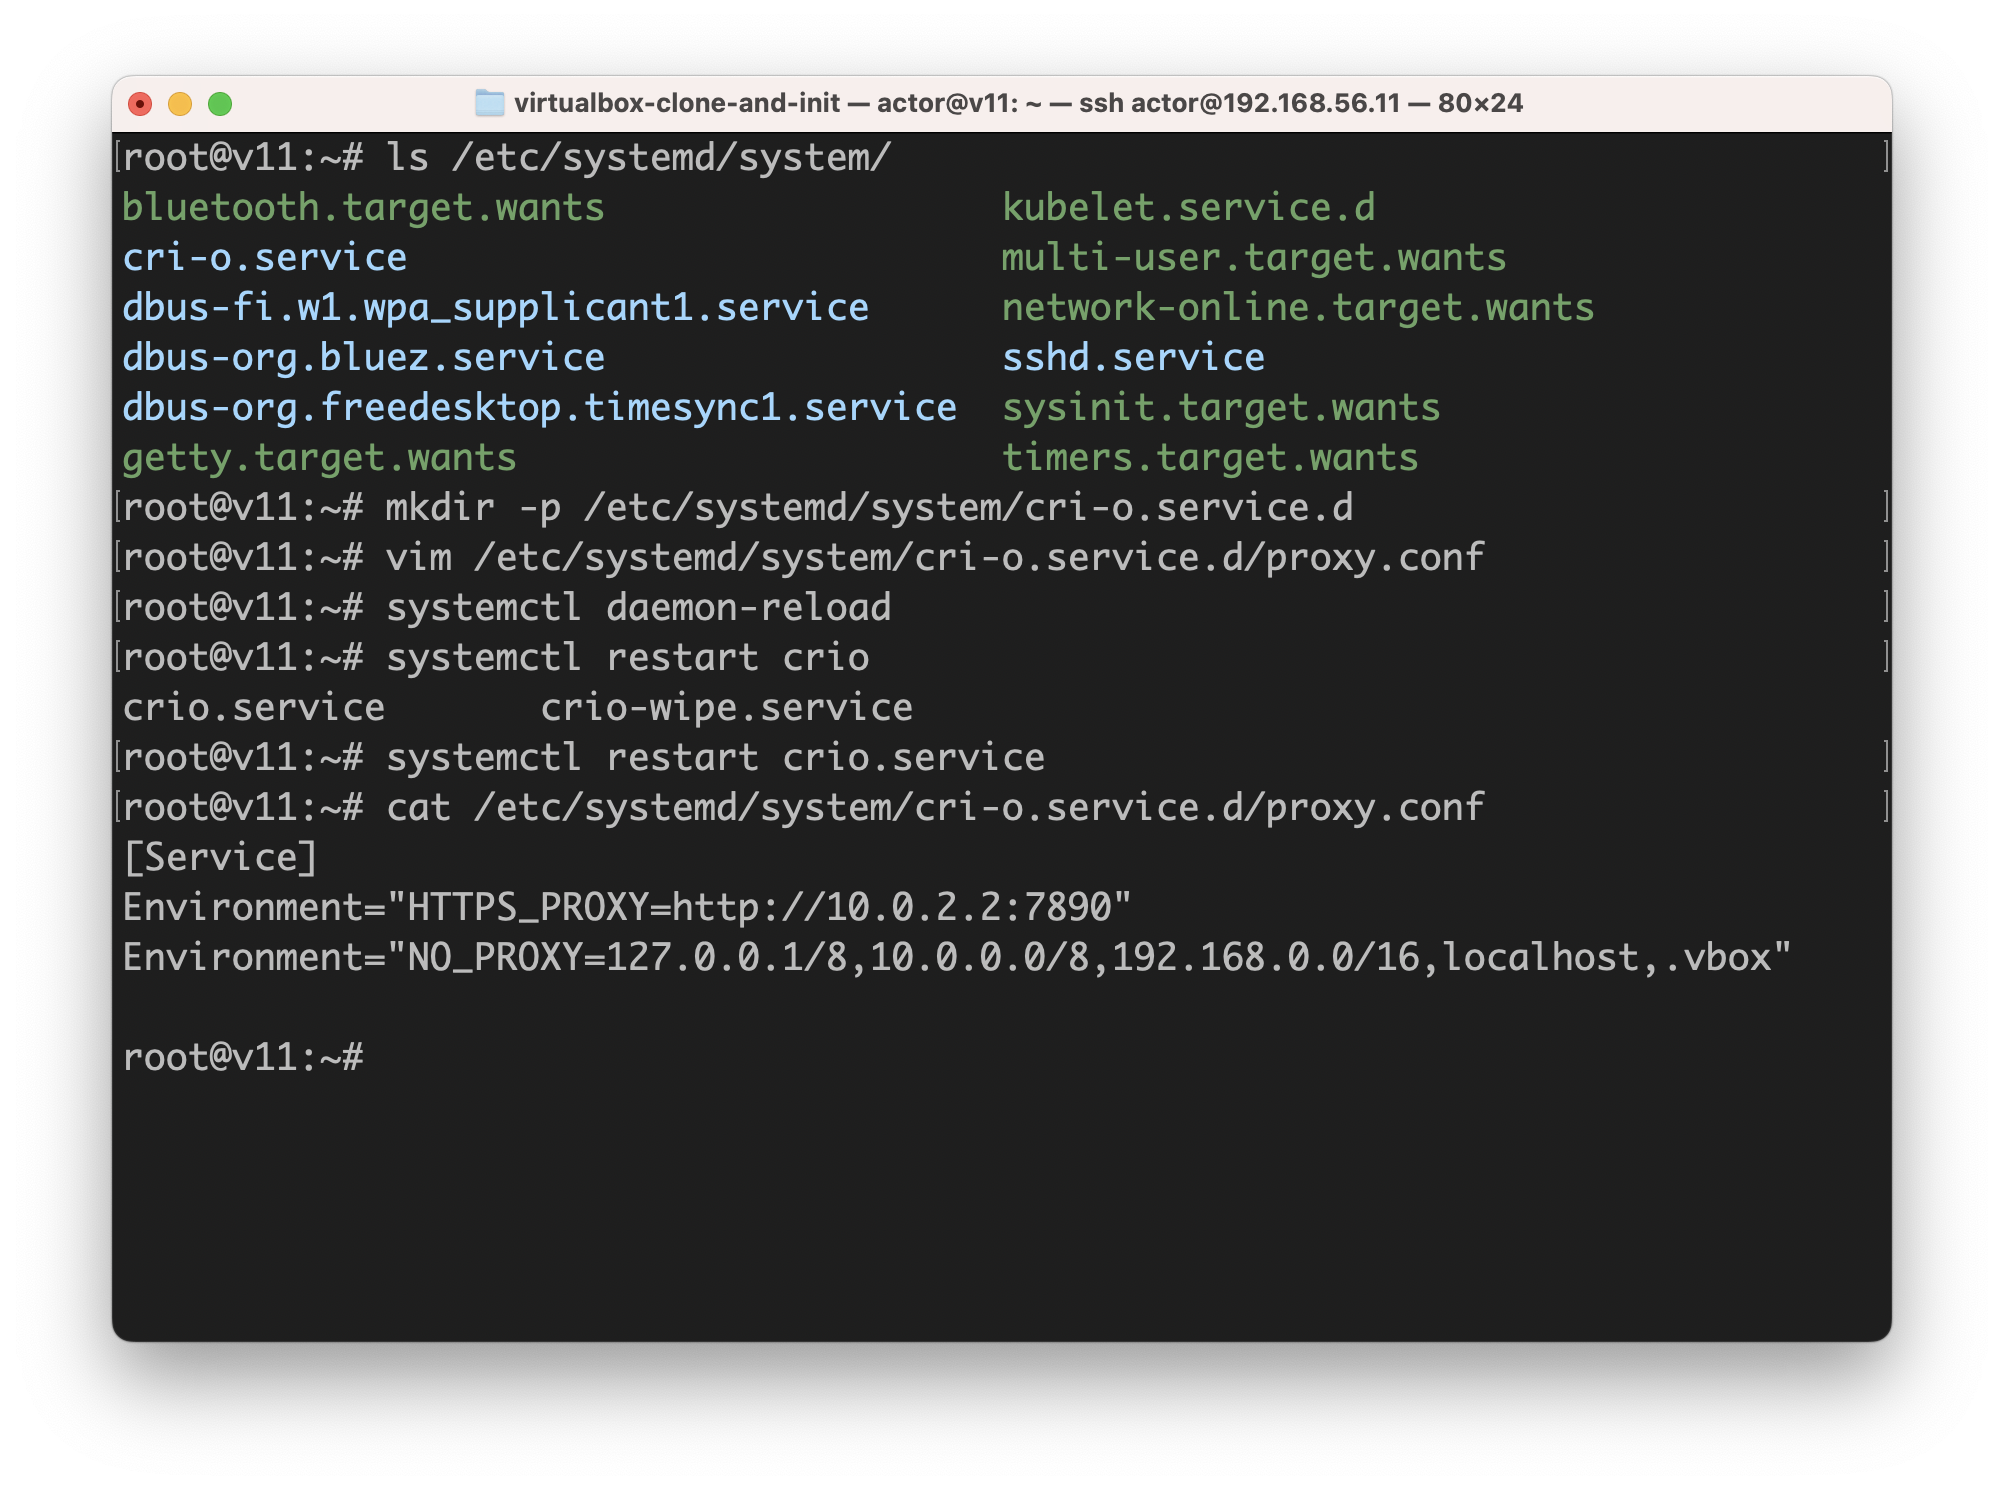 virtualbox-clone-and-init — actor@v11: ~ — ssh actor@192.168.56.11 — 80×24
[root@v11:~# ls /etc/systemd/system/ ]
bluetooth.target.wants kubelet.service.d
cri-o.service multi-user.target.wants
dbus-fi.w1.wpa_supplicant1.service network-online.target.wants
dbus-org.bluez.service sshd.service
dbus-org.freedesktop.timesync1.service sysinit.target.wants
getty.target.wants timers.target.wants
[root@v11:~# mkdir -p /etc/systemd/system/cri-o.service.d ]
[root@v11:~# vim /etc/systemd/system/cri-o.service.d/proxy.conf ]
[root@v11:~# systemctl daemon-reload ]
[root@v11:~# systemctl restart crio ]
crio.service crio-wipe.service
[root@v11:~# systemctl restart crio.service ]
[root@v11:~# cat /etc/systemd/system/cri-o.service.d/proxy.conf ]
[Service]
Environment="HTTPS_PROXY=http://10.0.2.2:7890"
Environment="NO_PROXY=127.0.0.1/8,10.0.0.0/8,192.168.0.0/16,localhost,.vbox"
root@v11:~#